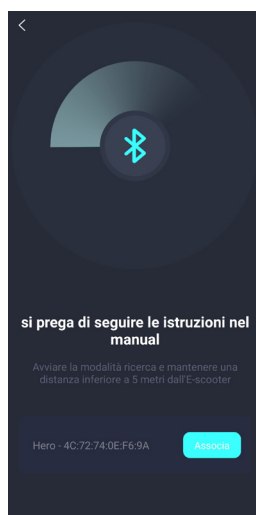 si prega di seguire le istruzioni nel
manual
Avviare la modalità ricerca e mantenere una
distanza inferiore a 5 metri dall'E-scooter
Hero - 4C:72:74:0E:F6:9A
Associa